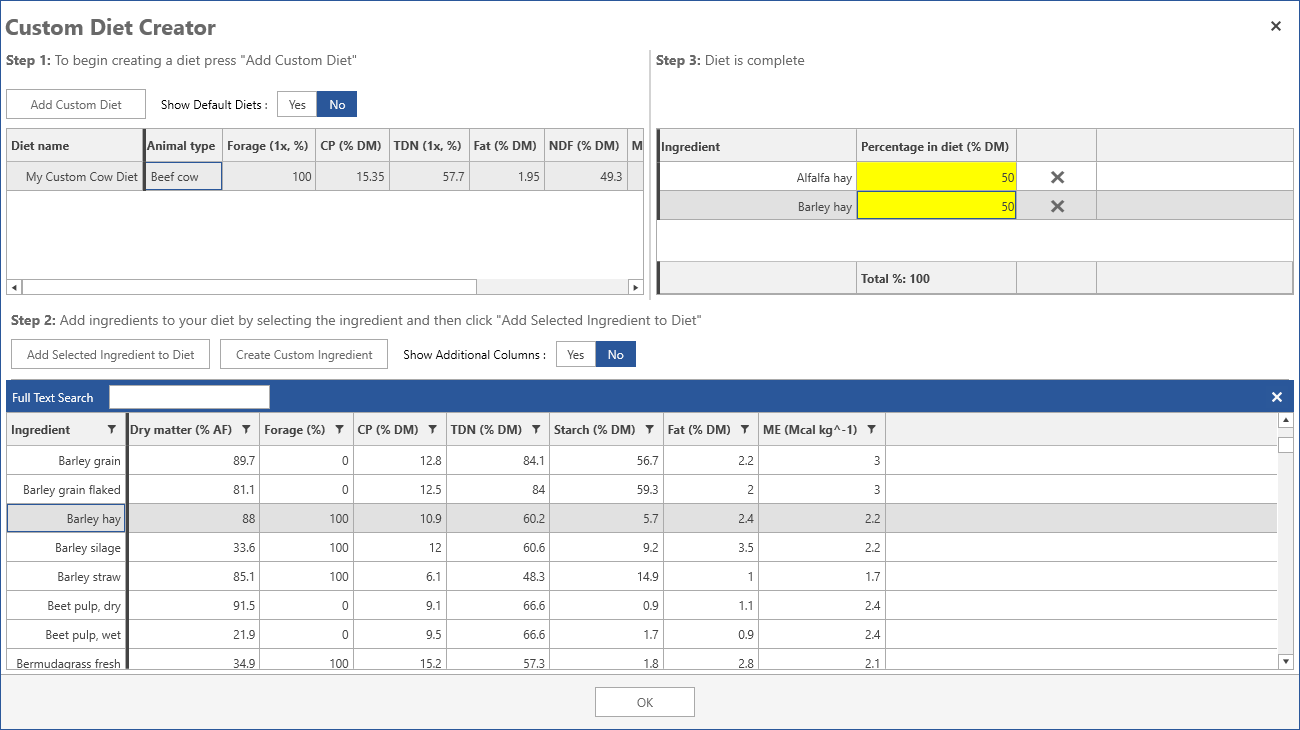 Custom Diet Creator
Step 1: To begin creating a diet press "Add Custom Diet"
Add Custom Diet Show Default Diets : Yes No
Diet name Animal type Forage (1x, %) CP (% DM) TDN (1x, %) Fat (% DM) NDF (% DM) M
My Custom Cow Diet Beef cow 100 15.35 57.7 1.95 49.3
Step 3: Diet is complete
Ingredient Percentage in diet (% DM)
Alfalfa hay 50
Barley hay 50
Total %: 100
Step 2: Add ingredients to your diet by selecting the ingredient and then click "Add Selected Ingredient to Diet"
Add Selected Ingredient to Diet Create Custom Ingredient Show Additional Columns : Yes No
Full Text Search
Ingredient Dry matter (% AF) Forage (%) CP (% DM) TDN (% DM) Starch (% DM) Fat (% DM) ME (Mcal kg^-1)
Barley grain 89.7 0 12.8 84.1 56.7 2.2 3
Barley grain flaked 81.1 0 12.5 84 59.3 2 3
Barley hay 88 100 10.9 60.2 5.7 2.4 2.2
Barley silage 33.6 100 12 60.6 9.2 3.5 2.2
Barley straw 85.1 100 6.1 48.3 14.9 1 1.7
Beet pulp, dry 91.5 0 9.1 66.6 0.9 1.1 2.4
Beet pulp, wet 21.9 0 9.5 66.6 1.7 0.9 2.4
Bermudagrass fresh 34.9 100 15.2 57.3 1.8 2.8 2.1
OK